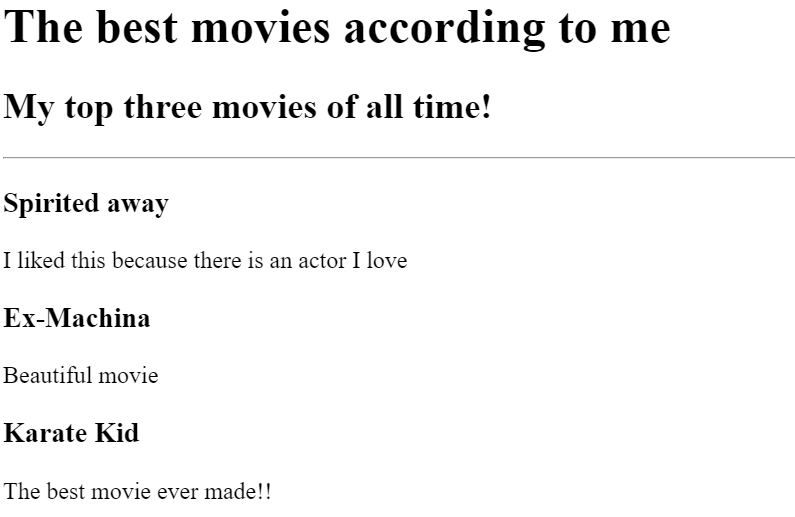 The best movies according to me
My top three movies of all time!
Spirited away
I liked this because there is an actor I love
Ex-Machina
Beautiful movie
Karate Kid
The best movie ever made!!